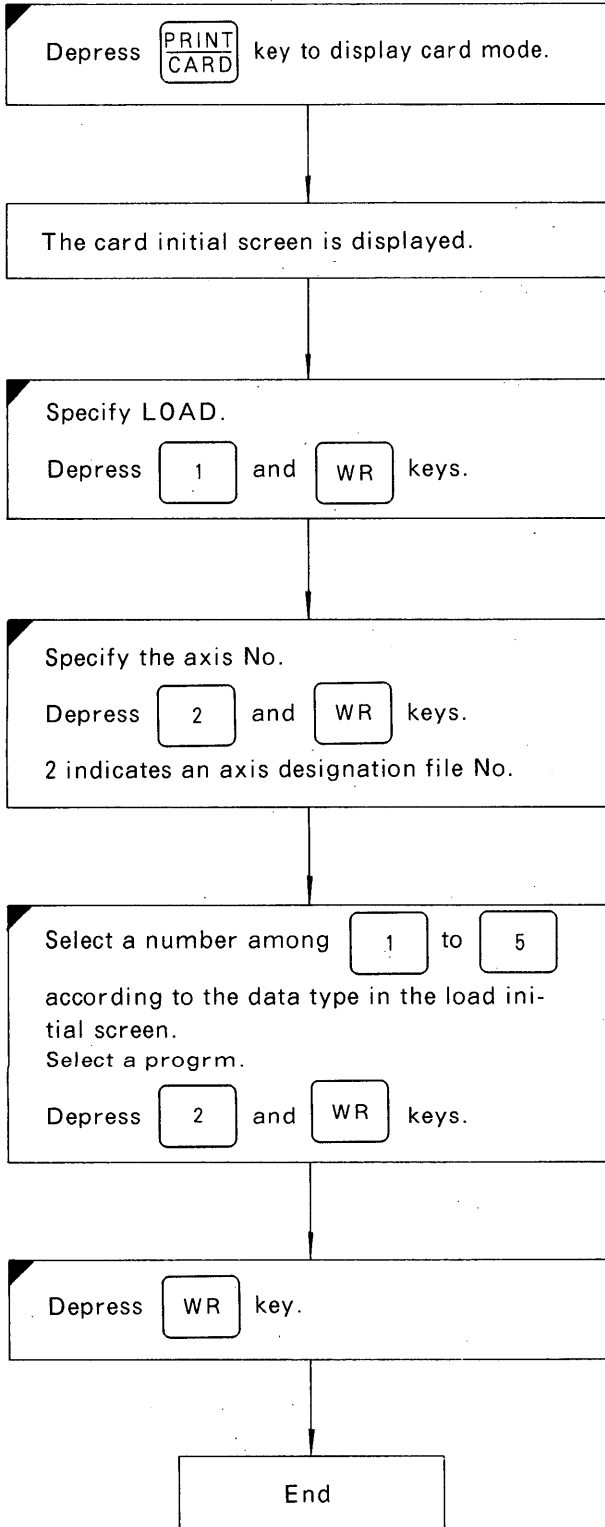 Depress PRINT CARD key to display card mode.
The card initial screen is displayed.
Specify LOAD.
Depress 1 and WR keys.
Specify the axis No.
Depress 2 and WR keys.
2 indicates an axis designation file No.
Select a number among 1 to 5
according to the data type in the load ini-
tial screen.
Select a progrm.
Depress 2 and WR keys.
Depress WR key.
End